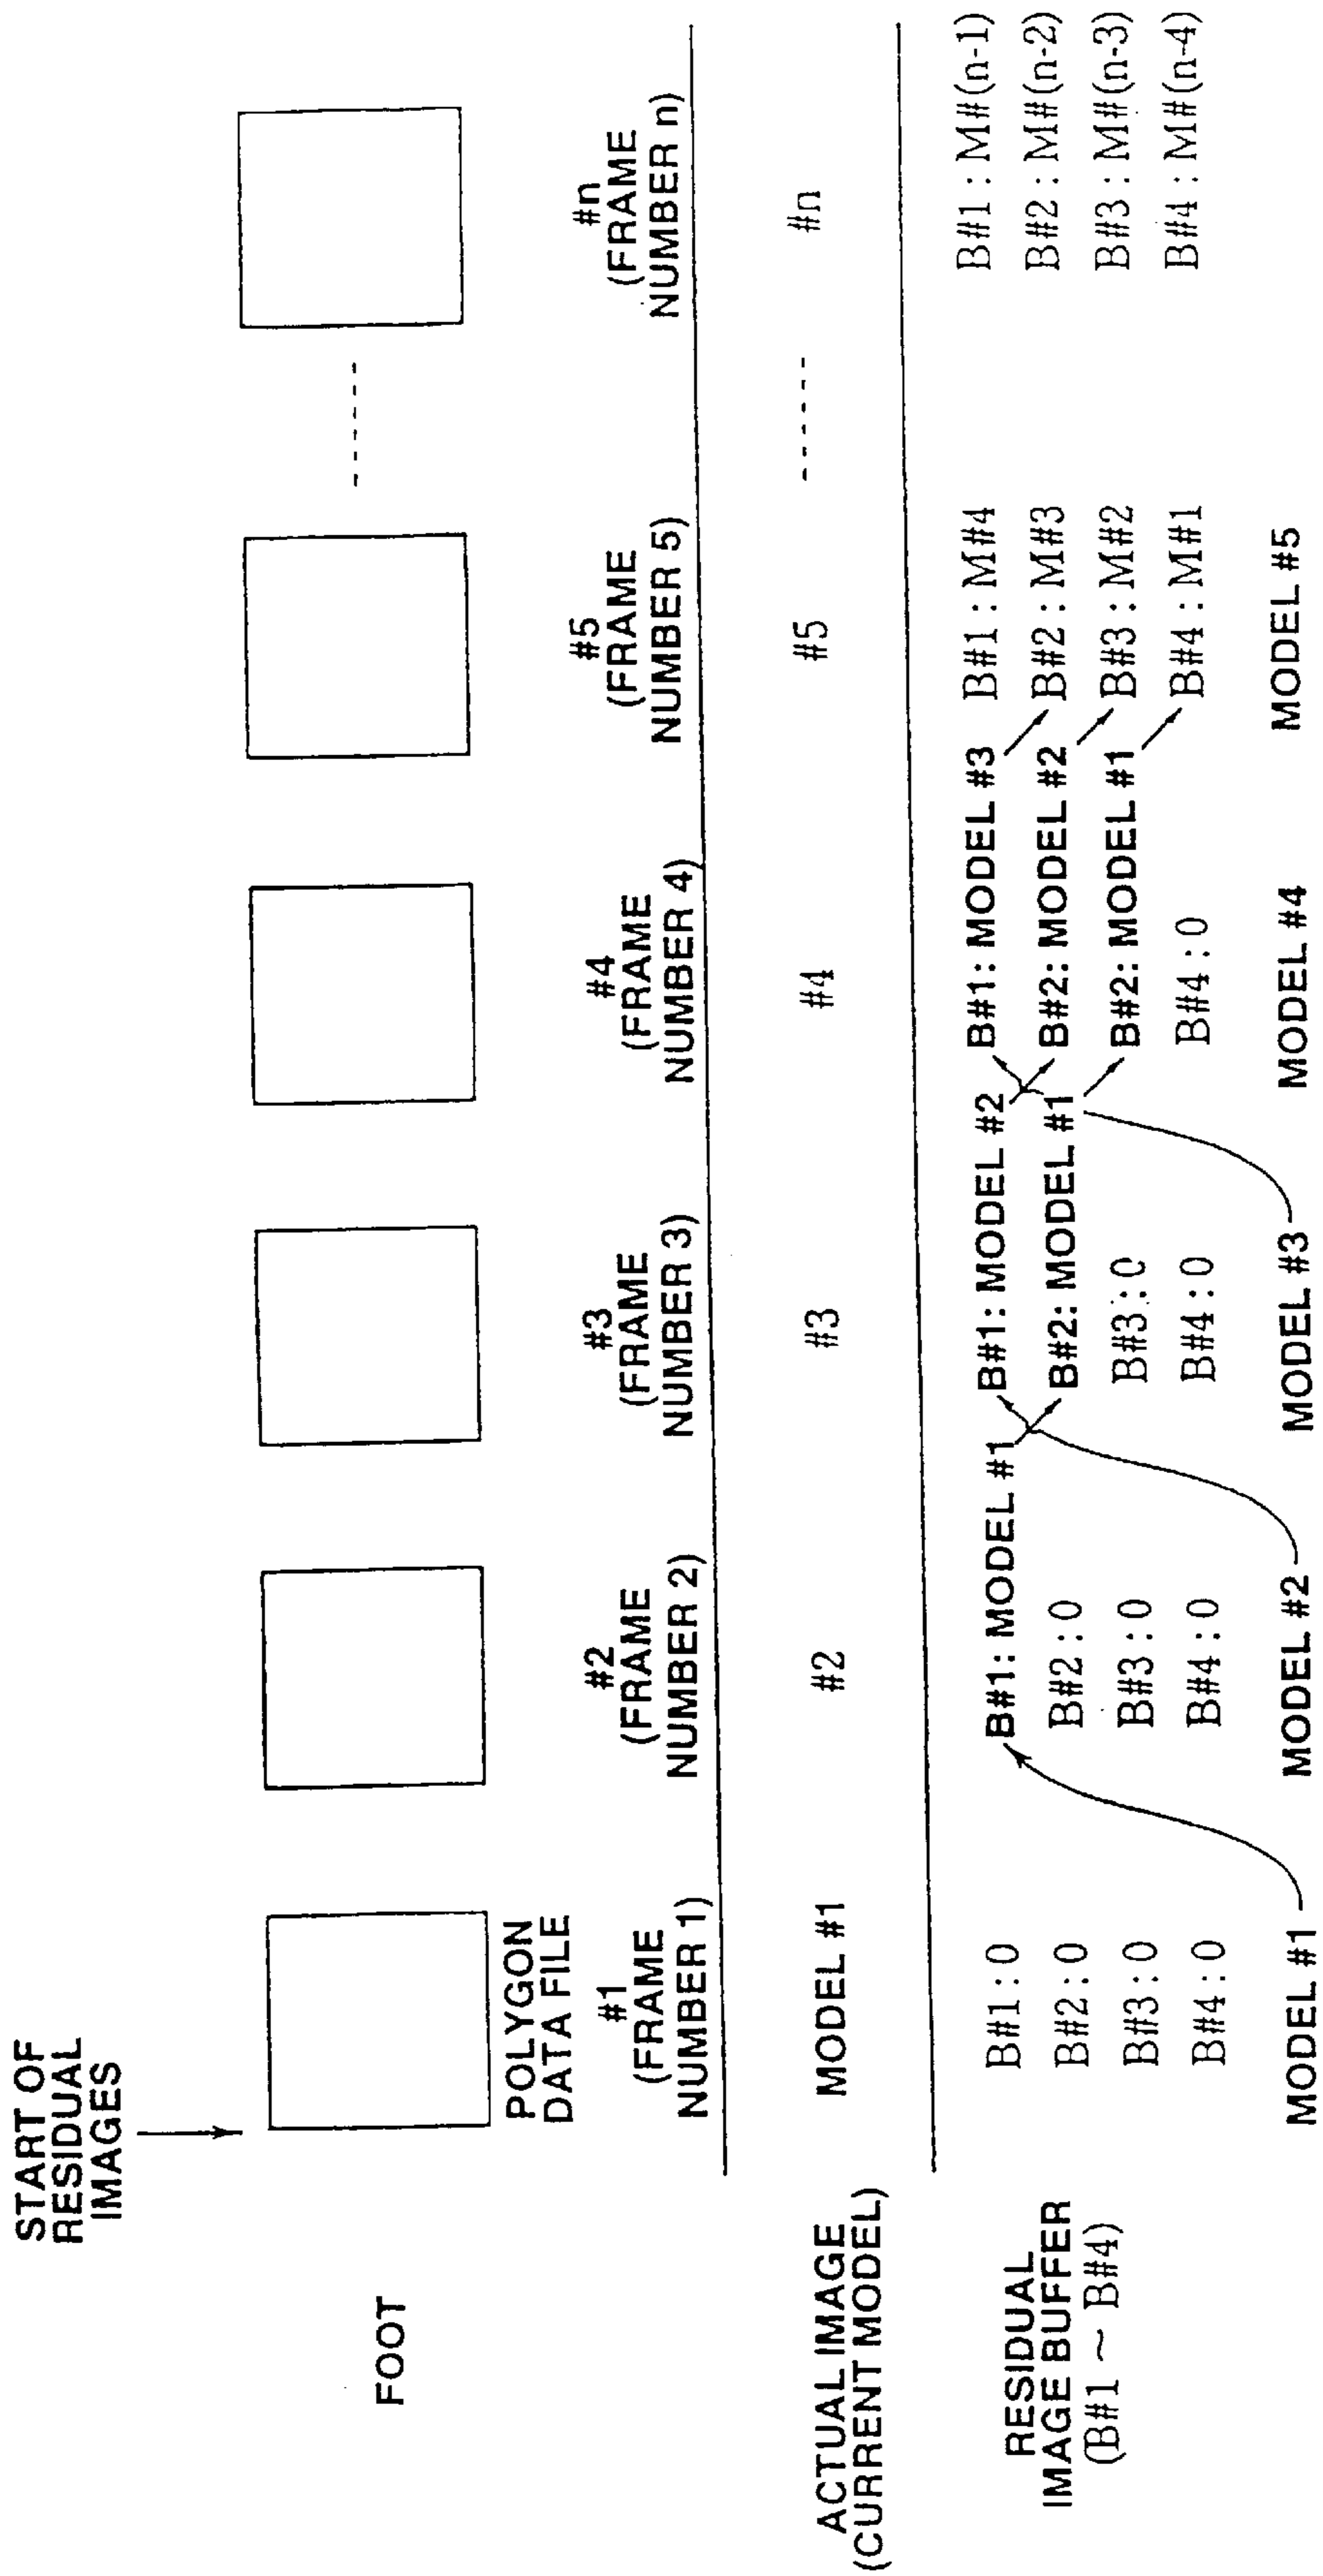 START OF
RESIDUAL
IMAGES
FOOT
POLYGON
DATA FILE
#1
(FRAME
NUMBER 1)
#2
(FRAME
NUMBER 2)
#3
(FRAME
NUMBER 3)
#4
(FRAME
NUMBER 4)
#5
(FRAME
NUMBER 5)
#n
(FRAME
NUMBER n)
ACTUAL IMAGE
(CURRENT MODEL)
MODEL #1
#2
#3
#4
#5
#n
RESIDUAL
IMAGE BUFFER
(B#1 ~ B#4)
B#1:0
B#2:0
B#3:0
B#4:0
MODEL #1
B#1: MODEL #1
B#2:0
B#3:0
B#4:0
MODEL #2
B#1: MODEL #2
B#2: MODEL #1
B#3:0
B#4:0
MODEL #3
B#1: MODEL #3
B#2: MODEL #2
B#2: MODEL #1
B#4:0
MODEL #4
B#1:M#4
B#2:M#3
B#3:M#2
B#4:M#1
MODEL #5
B#1:M#(n-1)
B#2:M#(n-2)
B#3:M#(n-3)
B#4:M#(n-4)